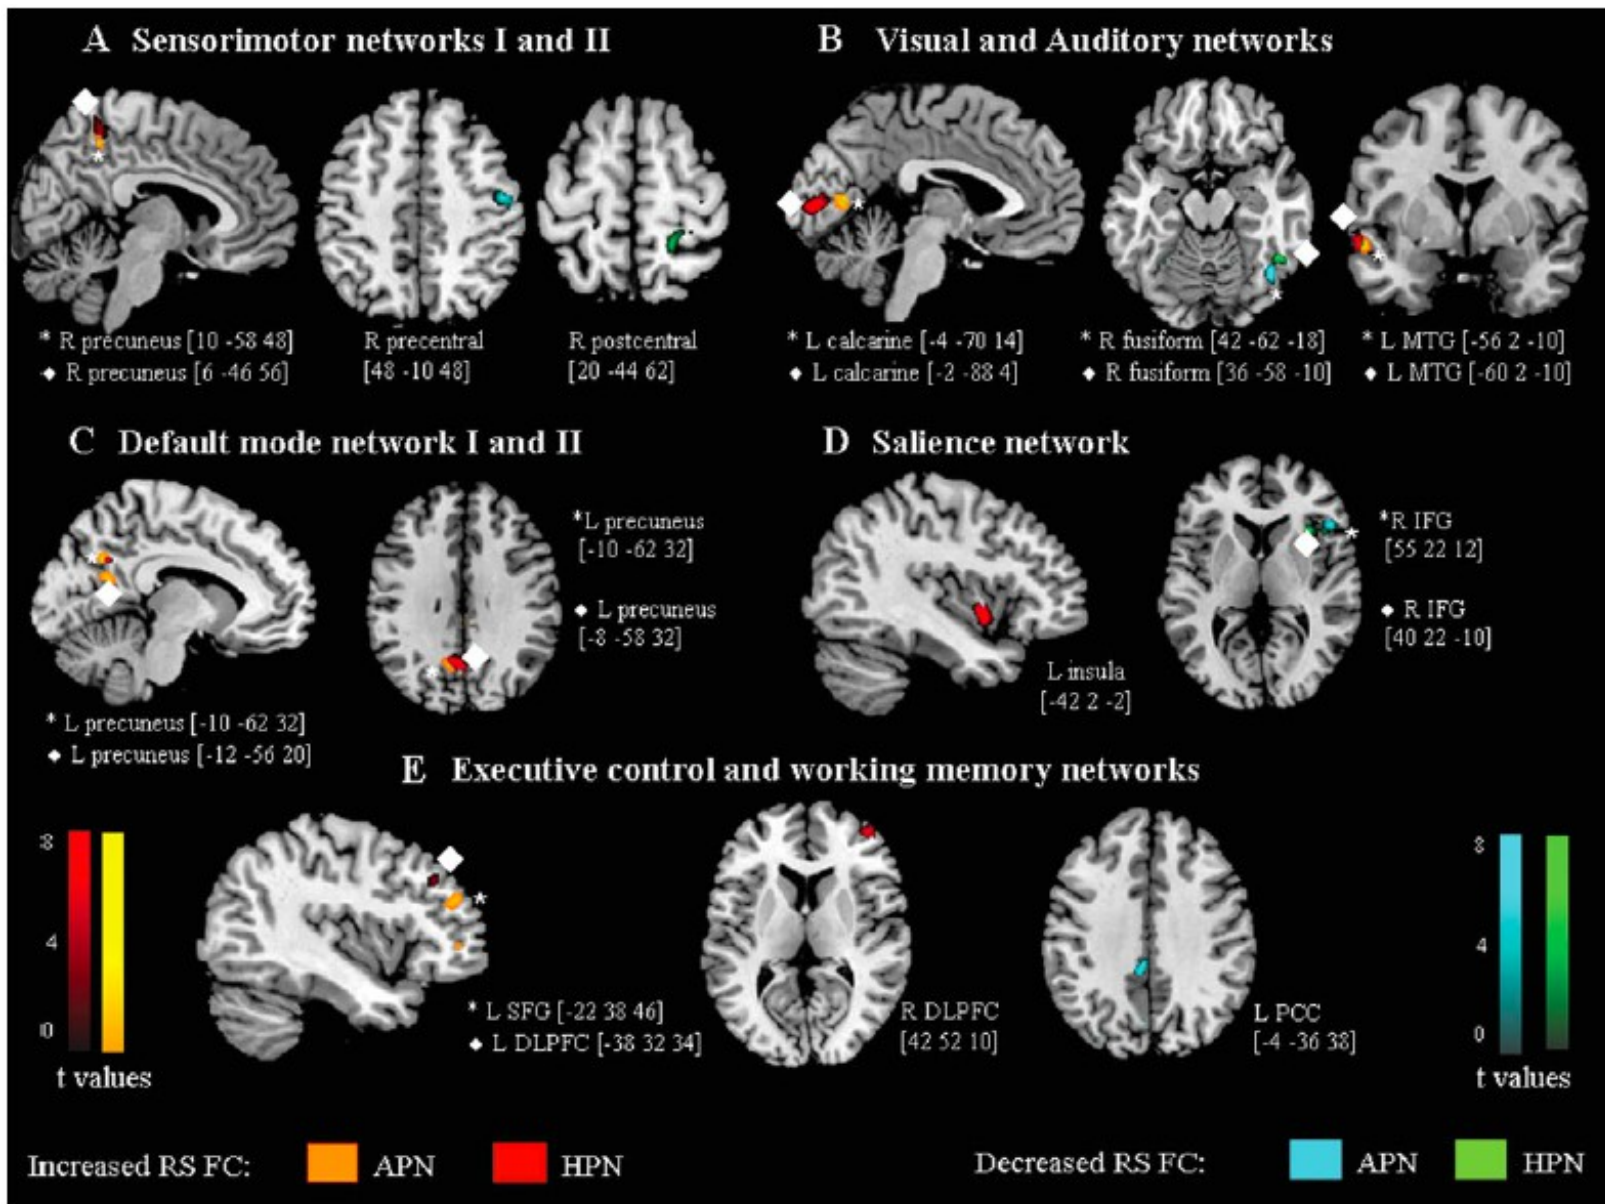 A Sensorimotor networks I and II
* R precuneus [10 -58 48]
◆ R precuneus [6 -46 56]
R precentral
[48 -10 48]
R postcentral
[20 -44 62]
B Visual and Auditory networks
* L calcarine [-4 -70 14]
◆ L calcarine [-2 -88 4]
* R fusiform [42 -62 -18]
◆ R fusiform [36 -58 -10]
* L MTG [-56 2 -10]
◆ L MTG [-60 2 -10]
C Default mode network I and II
*L precuneus
[-10 -62 32]
◆ L precuneus
[-8 -58 32]
* L precuneus [-10 -62 32]
◆ L precuneus [-12 -56 20]
D Salience network
L insula
[-42 2 -2]
*R IFG
[55 22 12]
◆ R IFG
[40 22 -10]
E Executive control and working memory networks
8
4
0
t values
* L SFG [-22 38 46]
◆ L DLPFC [-38 32 34]
R DLPFC
[42 52 10]
L PCC
[-4 -36 38]
8
4
0
t values
Increased RS FC: APN HPN
Decreased RS FC: APN HPN